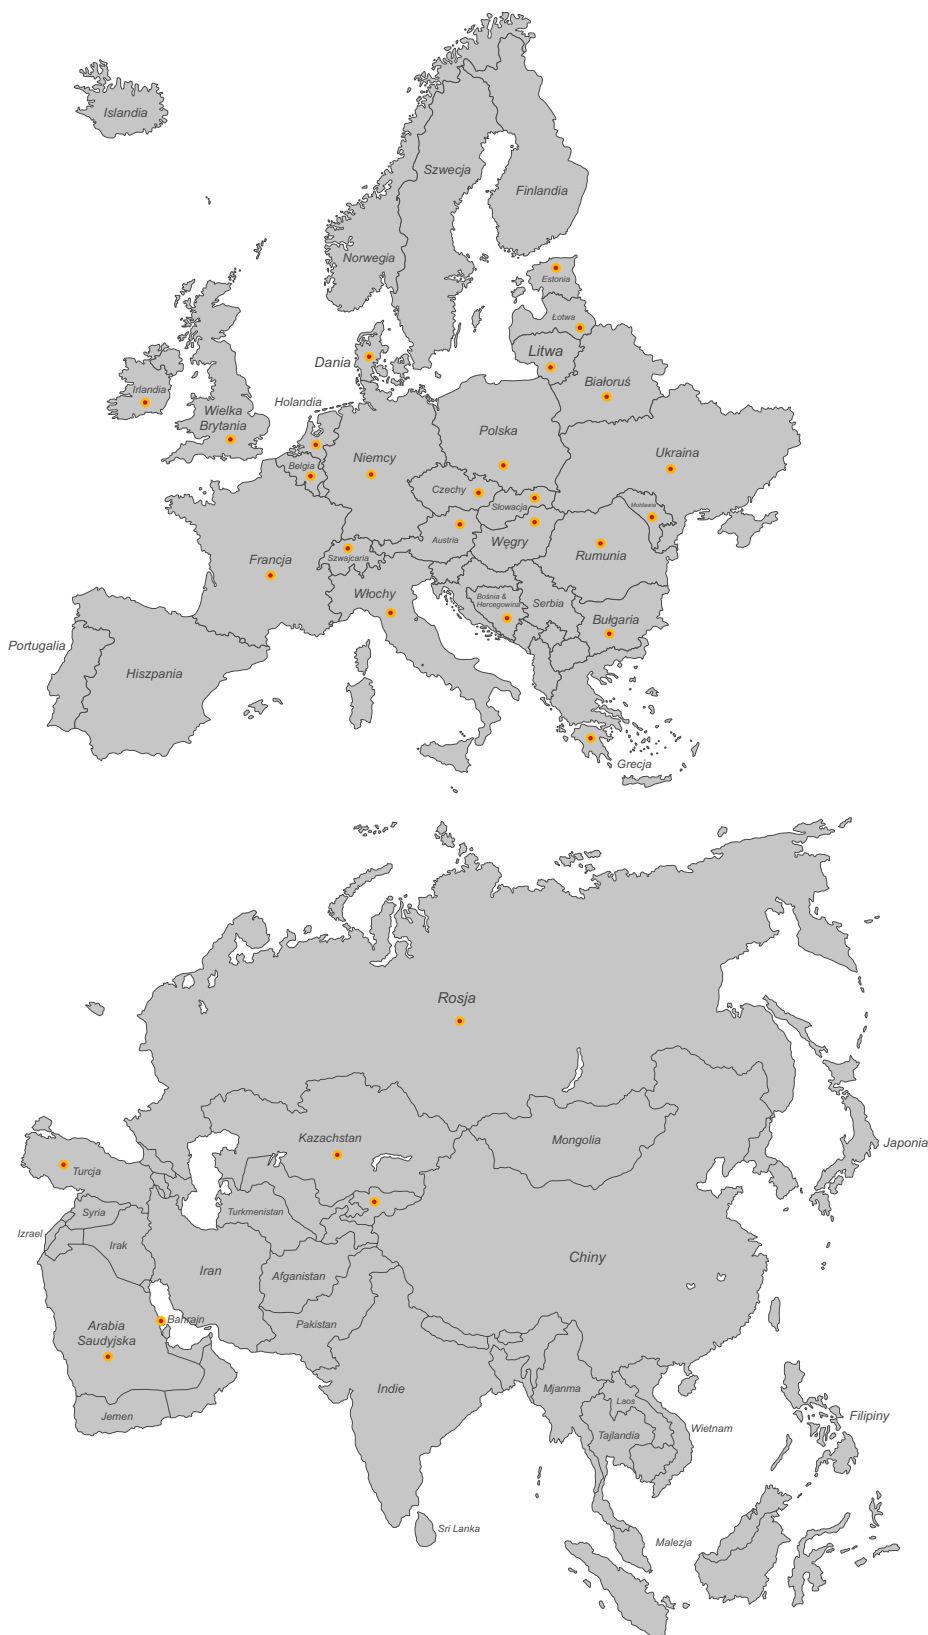 Islandia
Szwecja
Finlandia
Norwegia
Estonia
Łotwa
Litwa
Dania
Białoruś
Irlandia
Holandia
Wielka
Brytania
Polska
Ukraina
Niemcy
Belgia
Czechy
Słowacja
Mołdawia
Austria
Węgry
Rumunia
Francja
Szwajcaria
Włochy
Bośnia &
Hercegowina
Serbia
Bułgaria
Portugalia
Hiszpania
Grecja
Rosja
Kazachstan
Mongolia
Japonia
Turcja
Syria
Turkmenistan
Izrael
Irak
Iran
Afganistan
Chiny
Bahrajn
Arabia
Saudyjska
Pakistan
Indie
Mjanma
Laos
Jemen
Tajlandia
Wietnam
Filipiny
Sri Lanka
Malezja